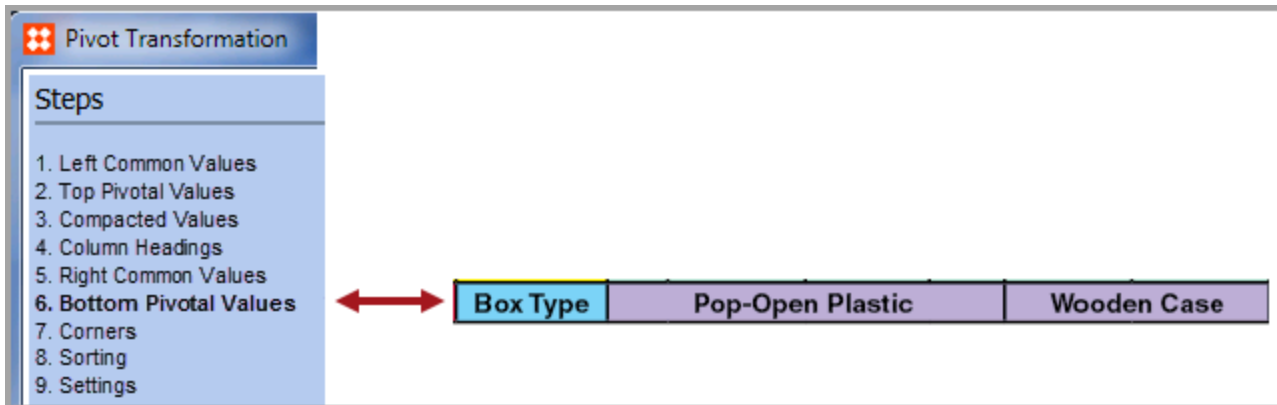 Pivot Transformation
Steps
1. Left Common Values
2. Top Pivotal Values
3. Compacted Values
4. Column Headings
5. Right Common Values
6. Bottom Pivotal Values
7. Corners
8. Sorting
9. Settings
Box Type Pop-Open Plastic Wooden Case